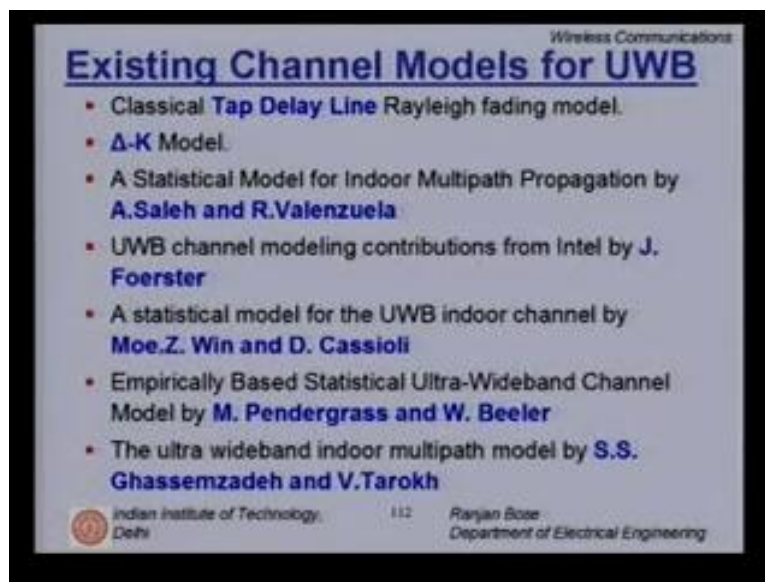 Wireless Communications
Existing Channel Models for UWB
Classical Tap Delay Line Rayleigh fading model.
Δ-K Model.
A Statistical Model for Indoor Multipath Propagation by
A.Saleh and R.Valenzuela
UWB channel modeling contributions from Intel by J.
Foerster
A statistical model for the UWB indoor channel by
Moe.Z. Win and D. Cassioli
Empirically Based Statistical Ultra-Wideband Channel
Model by M. Pendergrass and W. Beeler
The ultra wideband indoor multipath model by S.S.
Ghassemzadeh and V.Tarokh
Indian Institute of Technology, 112 Ranjan Bose
Delhi Department of Electrical Engineering